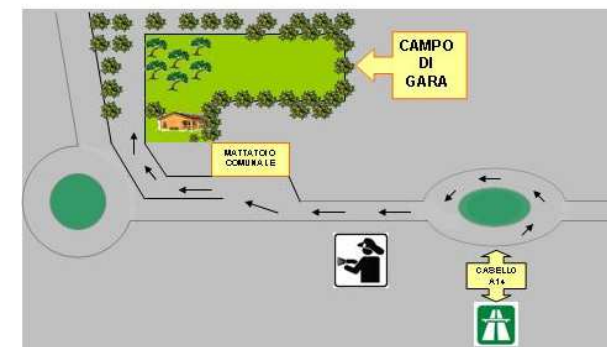 CAMPO
DI
GARA
MATTATOIO
COMUNALE
CASELLO
A14